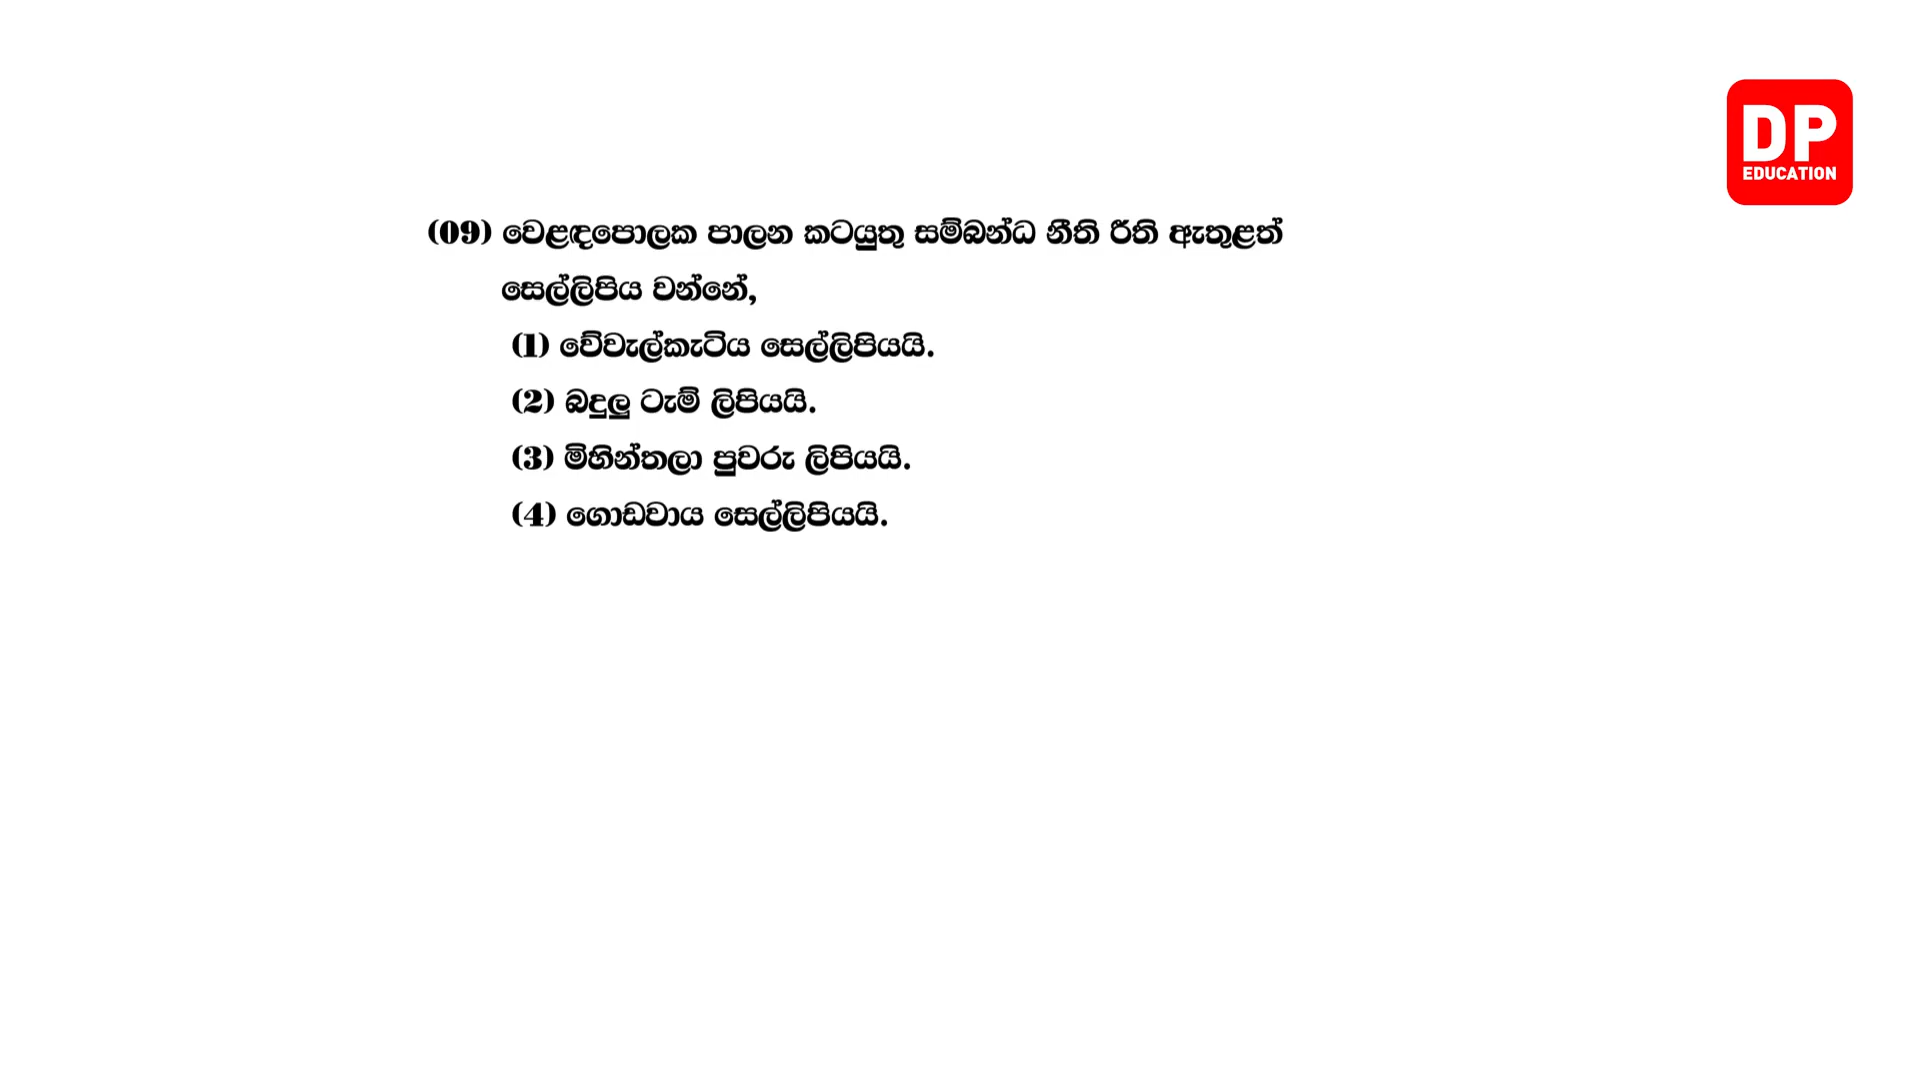 DP
EDUCATION
(09) වෙළඳපොලක පාලන කටයුතු සම්බන්ධ නීති රීති ඇතුළත්
සෙල්ලිපිය වන්නේ,
(1) වේවැල්කැටිය සෙල්ලිපියයි.
(2) බදුලු ටැම් ලිපියයි.
(3) මිහින්තලා පුවරු ලිපියයි.
(4) ගොඩවාය සෙල්ලිපියයි.